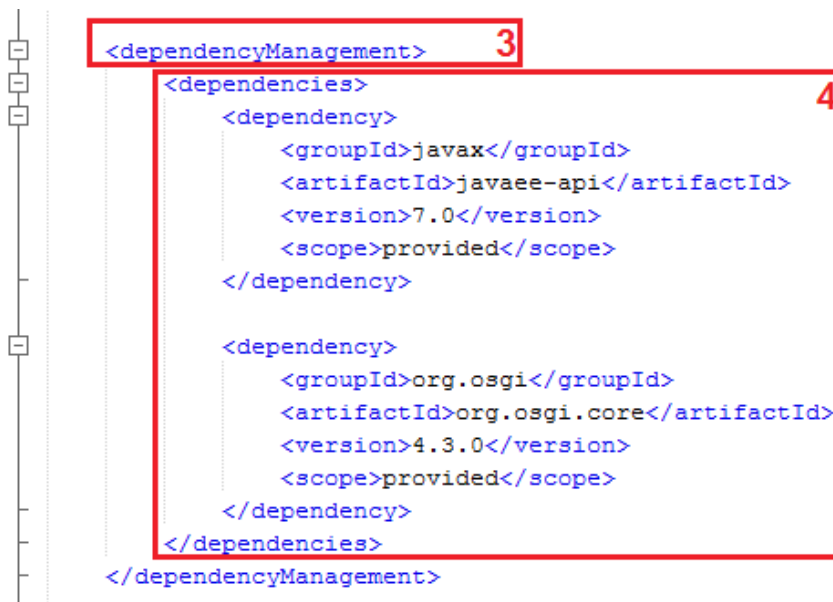 <dependencyManagement> 3
<dependencies> 4
<dependency>
<groupId>javax</groupId>
<artifactId>javaee-api</artifactId>
<version>7.0</version>
<scope>provided</scope>
</dependency>
<dependency>
<groupId>org.osgi</groupId>
<artifactId>org.osgi.core</artifactId>
<version>4.3.0</version>
<scope>provided</scope>
</dependency>
</dependencies>
</dependencyManagement>